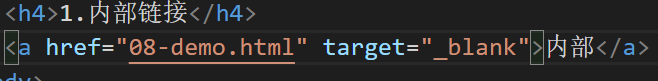 <h4>1.内部链接</h4>
<a href="08-demo.html" target="_blank">内部</a>